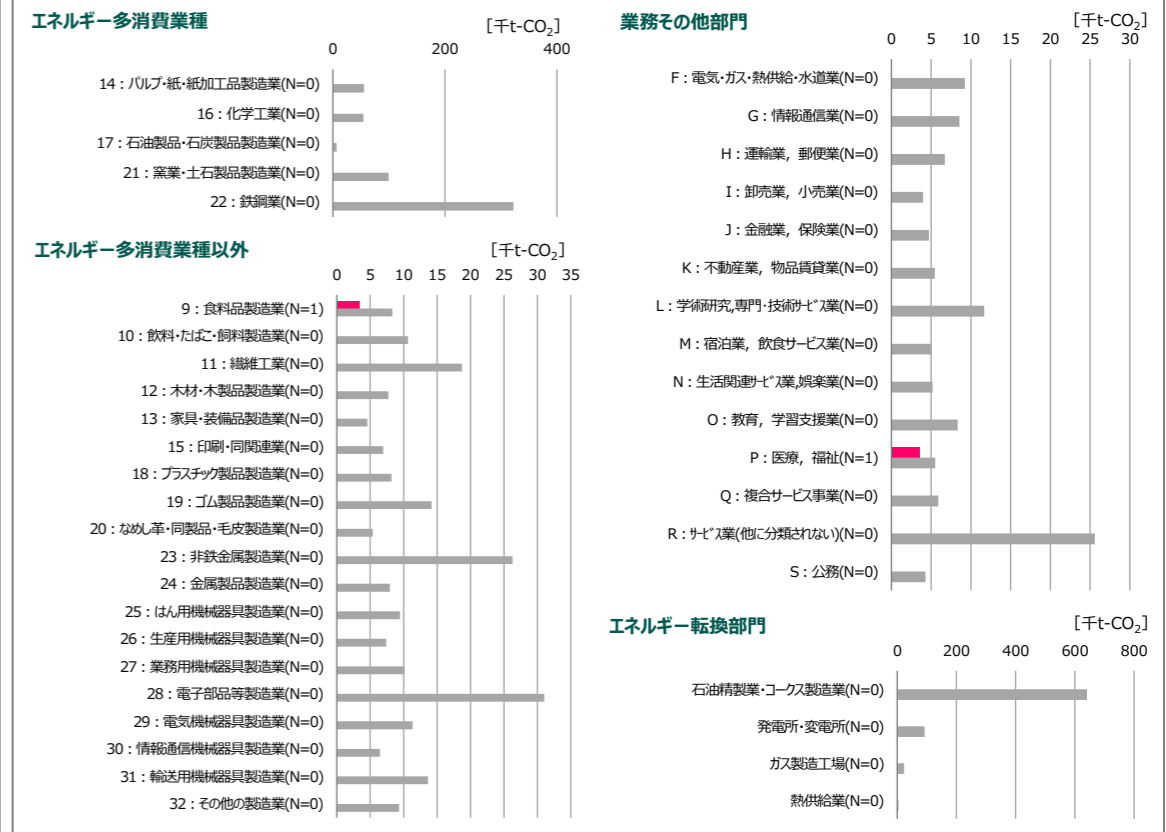 エネルギー多消費業種
[千t-CO₂]
0 200 400
14：パルプ・紙・紙加工品製造業(N=0)
16：化学工業(N=0)
17：石油製品・石炭製品製造業(N=0)
21：窯業・土石製品製造業(N=0)
22：鉄鋼業(N=0)
エネルギー多消費業種以外
[千t-CO₂]
0 5 10 15 20 25 30 35
9：食料品製造業(N=1)
10：飲料・たばこ・飼料製造業(N=0)
11：繊維工業(N=0)
12：木材・木製品製造業(N=0)
13：家具・装備品製造業(N=0)
15：印刷・同関連業(N=0)
18：プラスチック製品製造業(N=0)
19：ゴム製品製造業(N=0)
20：なめし革・同製品・毛皮製造業(N=0)
23：非鉄金属製造業(N=0)
24：金属製品製造業(N=0)
25：はん用機械器具製造業(N=0)
26：生産用機械器具製造業(N=0)
27：業務用機械器具製造業(N=0)
28：電子部品等製造業(N=0)
29：電気機械器具製造業(N=0)
30：情報通信機械器具製造業(N=0)
31：輸送用機械器具製造業(N=0)
32：その他の製造業(N=0)
業務その他部門
[千t-CO₂]
0 5 10 15 20 25 30
F：電気・ガス・熱供給・水道業(N=0)
G：情報通信業(N=0)
H：運輸業，郵便業(N=0)
I：卸売業，小売業(N=0)
J：金融業，保険業(N=0)
K：不動産業，物品賃貸業(N=0)
L：学術研究,専門・技術ｻｰﾋﾞｽ業(N=0)
M：宿泊業，飲食サービス業(N=0)
N：生活関連ｻｰﾋﾞｽ業,娯楽業(N=0)
O：教育，学習支援業(N=0)
P：医療，福祉(N=1)
Q：複合サービス事業(N=0)
R：ｻｰﾋﾞｽ業(他に分類されない)(N=0)
S：公務(N=0)
エネルギー転換部門
[千t-CO₂]
0 200 400 600 800
石油精製業・コークス製造業(N=0)
発電所・変電所(N=0)
ガス製造工場(N=0)
熱供給業(N=0)